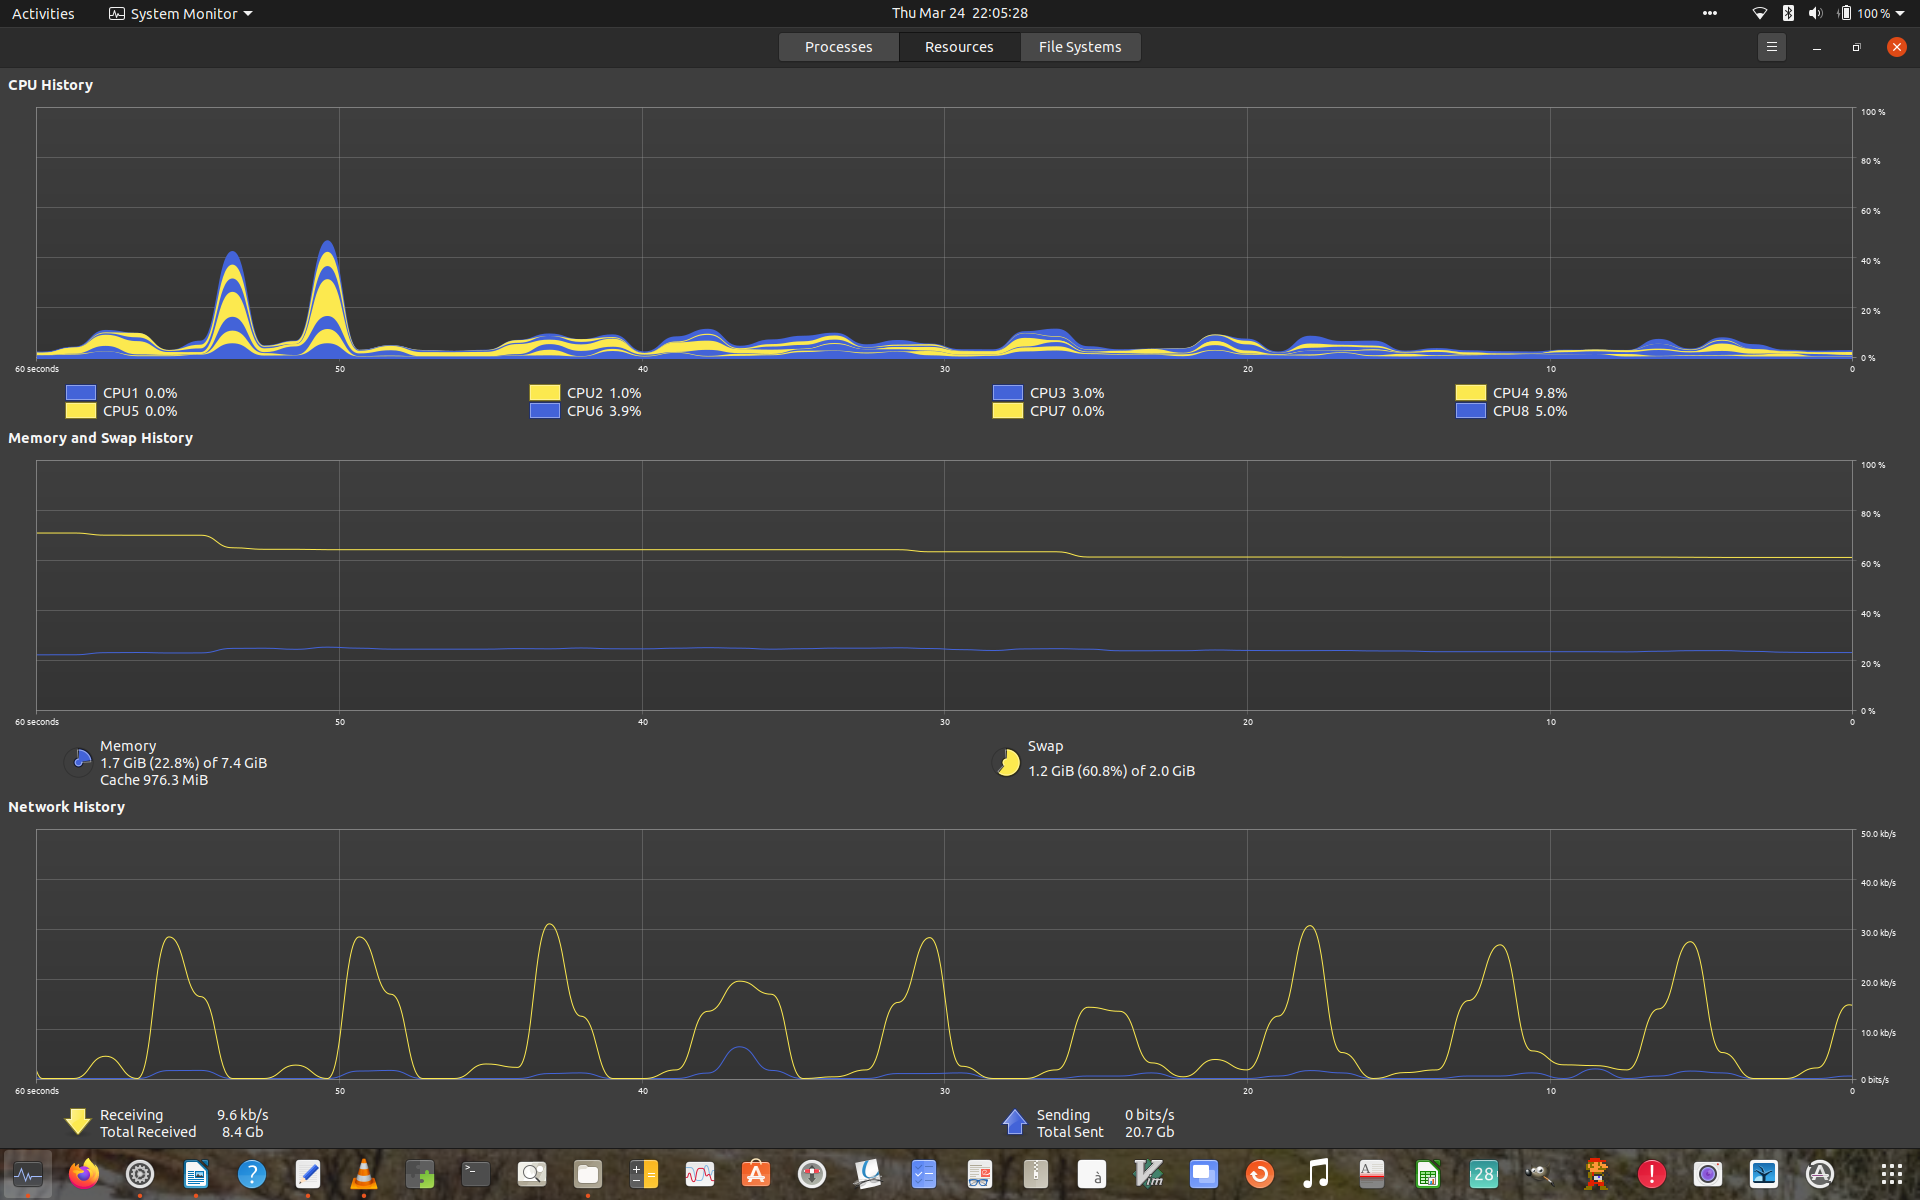 Activities
System Monitor
Thu Mar 24 22:05:28
100 %
Processes
Resources
File Systems
CPU History
100 %
80 %
60 %
40 %
20 %
0 %
60 seconds 50 40 30 20 10 0
CPU1 0.0% CPU2 1.0% CPU3 3.0% CPU4 9.8%
CPU5 0.0% CPU6 3.9% CPU7 0.0% CPU8 5.0%
Memory and Swap History
100 %
80 %
60 %
40 %
20 %
0 %
60 seconds 50 40 30 20 10 0
Memory
1.7 GiB (22.8%) of 7.4 GiB
Cache 976.3 MiB
Swap
1.2 GiB (60.8%) of 2.0 GiB
Network History
50.0 kb/s
40.0 kb/s
30.0 kb/s
20.0 kb/s
10.0 kb/s
0 bits/s
60 seconds 50 40 30 20 10 0
Receiving 9.6 kb/s
Total Received 8.4 Gb
Sending 0 bits/s
Total Sent 20.7 Gb
?
>_
A
à
Vim
A
28
!
A